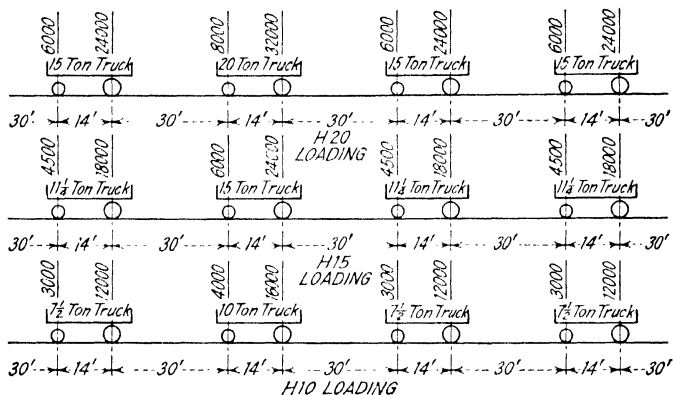 6000 24000 8000 32000 6000 24000 6000 24000
15 Ton Truck 20 Ton Truck 15 Ton Truck 15 Ton Truck
30' 14' 30' 14' 30' 14' 30' 14' 30'
H20
LOADING
4500 18000 6000 24000 4500 18000 4500 18000
11¼ Ton Truck 15 Ton Truck 11¼ Ton Truck 11¼ Ton Truck
30' 14' 30' 14' 30' 14' 30' 14' 30'
H15
LOADING
3000 12000 4000 16000 3000 12000 3000 12000
7½ Ton Truck 10 Ton Truck 7½ Ton Truck 7½ Ton Truck
30' 14' 30' 14' 30' 14' 30' 14' 30'
H10 LOADING